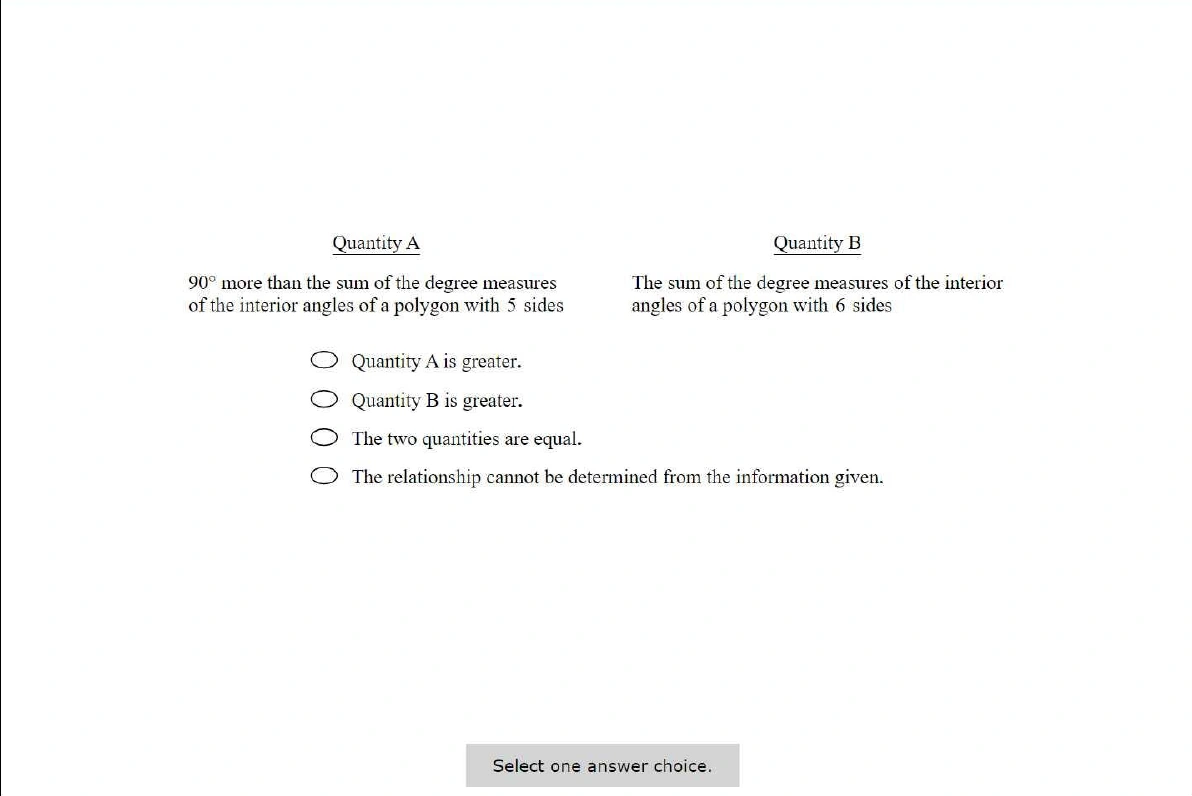 Quantity A
Quantity B
90° more than the sum of the degree measures
of the interior angles of a polygon with 5 sides
The sum of the degree measures of the interior
angles of a polygon with 6 sides
Quantity A is greater.
Quantity B is greater.
The two quantities are equal.
The relationship cannot be determined from the information given.
Select one answer choice.